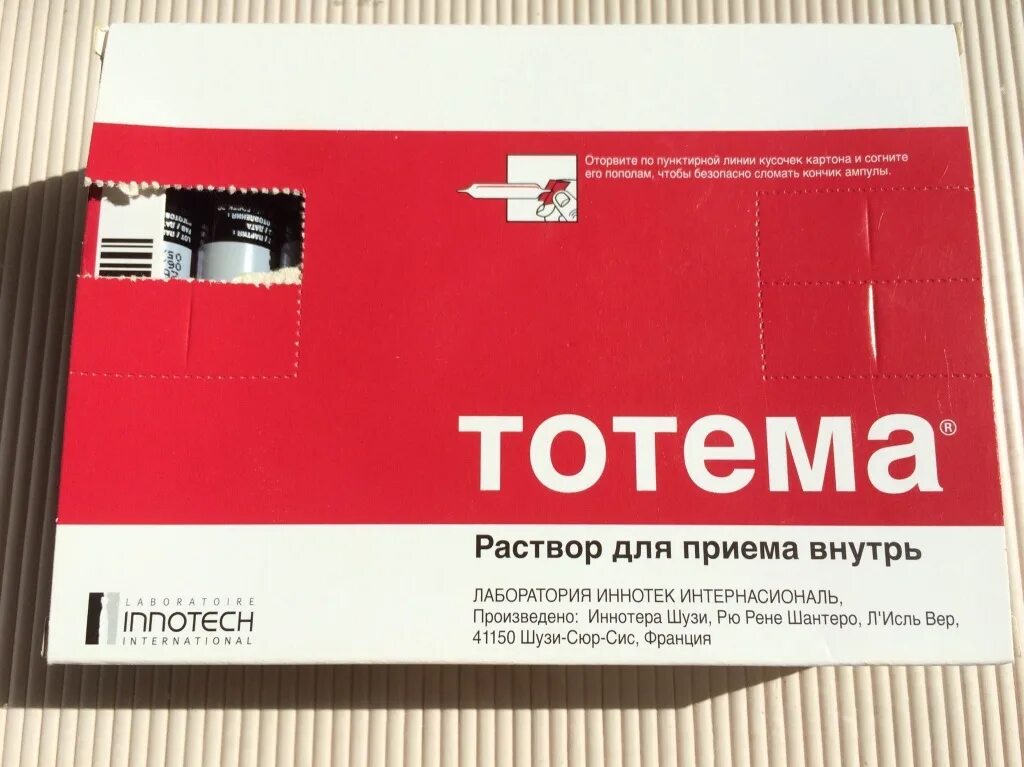 Оторвите по пунктирной линии кусочек картона и согните
его пополам, чтобы безопасно сломать кончик ампулы.
ТОТЕМА®
Раствор для приема внутрь
LABORATOIRE
INNOTECH
INTERNATIONAL
ЛАБОРАТОРИЯ ИННОТЕК ИНТЕРНАСИОНАЛЬ,
Произведено: Иннотера Шузи, Рю Рене Шантеро, Л'Исль Вер,
41150 Шузи-Сюр-Сис, Франция